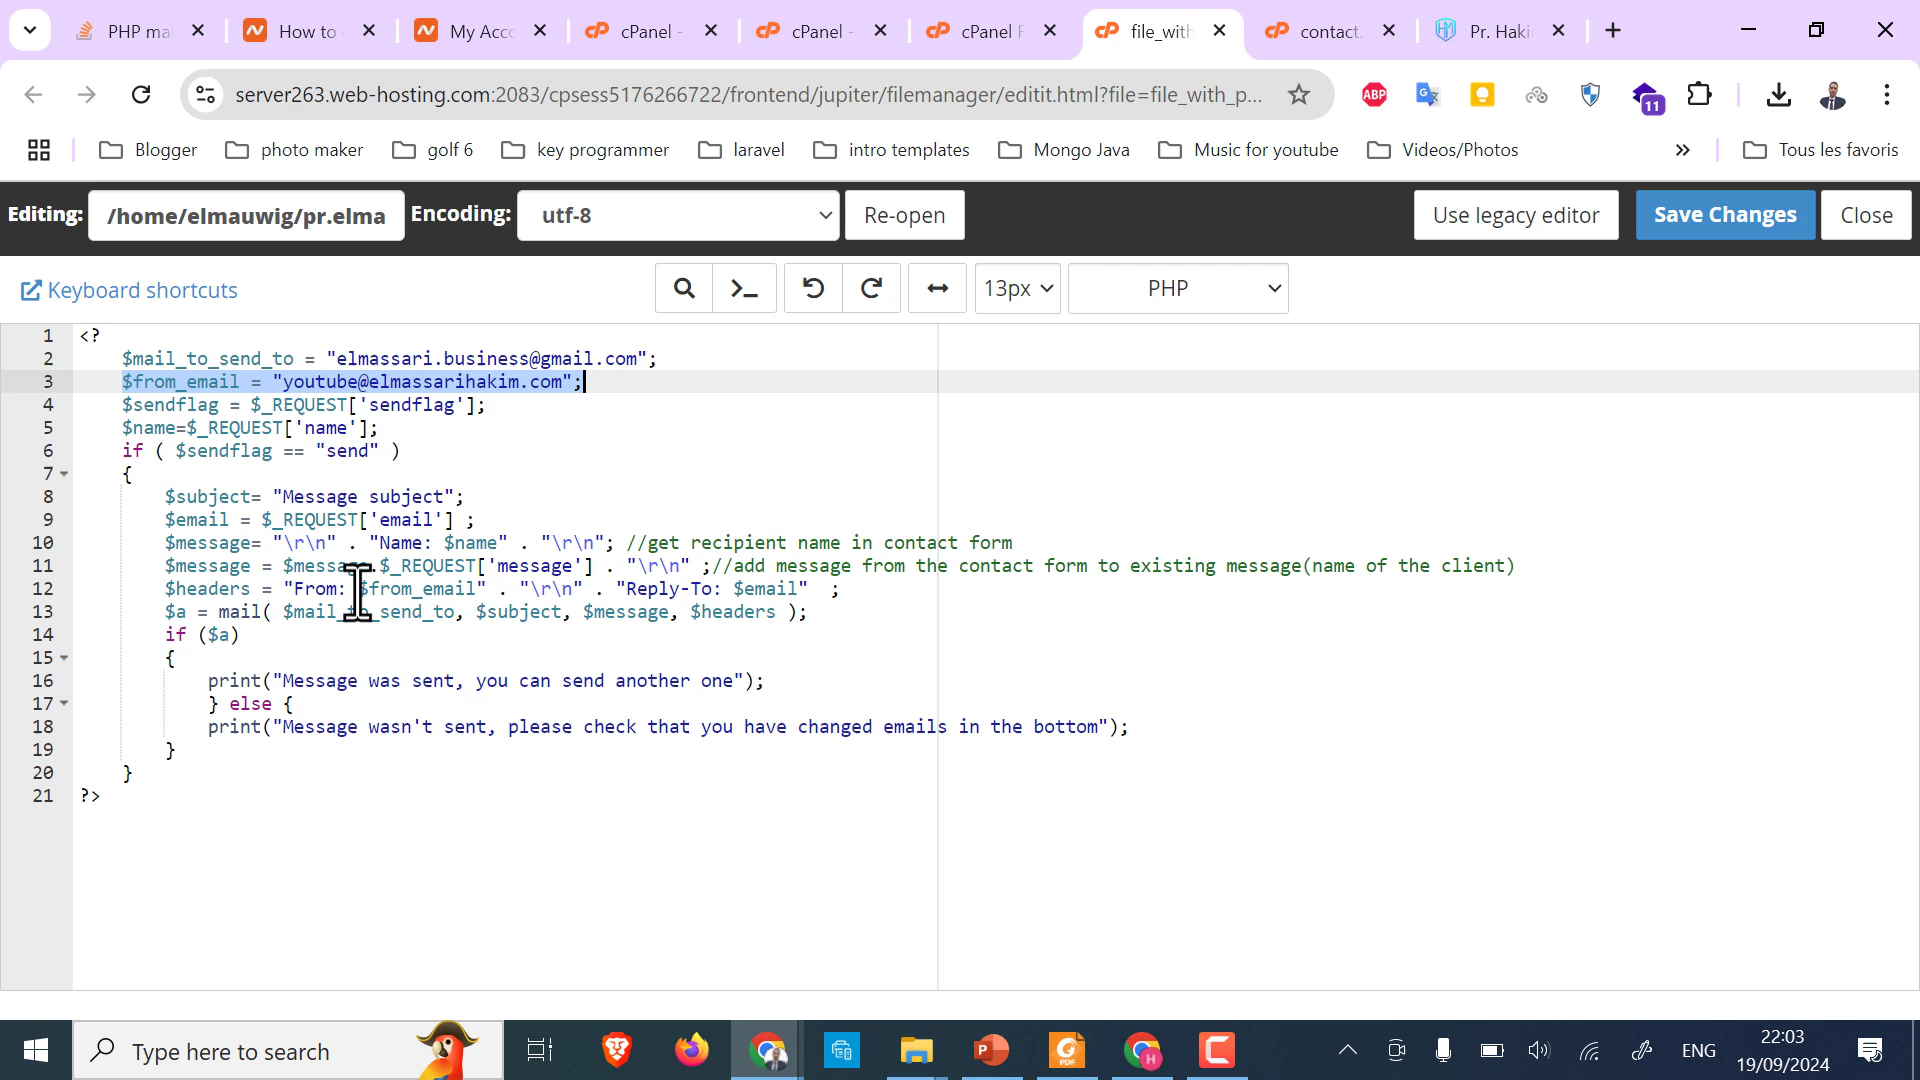 PHP ma
How to
My Acc
cPanel -
cPanel -
cPanel F
file_with
contact.
Pr. Haki
server263.web-hosting.com:2083/cpsess5176266722/frontend/jupiter/filemanager/editit.html?file=file_with_p...
ABP
11
Blogger
photo maker
golf 6
key programmer
laravel
intro templates
Mongo Java
Music for youtube
Videos/Photos
»
Tous les favoris
Editing:
/home/elmauwig/pr.elma
Encoding:
utf-8
Re-open
Use legacy editor
Save Changes
Close
Keyboard shortcuts
13px
PHP
1 <?
2 $mail_to_send_to = "elmassari.business@gmail.com";
3 $from_email = "youtube@elmassarihakim.com";
4 $sendflag = $_REQUEST['sendflag'];
5 $name=$_REQUEST['name'];
6 if ( $sendflag == "send" )
7 {
8 $subject= "Message subject";
9 $email = $_REQUEST['email'] ;
10 $message= "\r\n" . "Name: $name" . "\r\n"; //get recipient name in contact form
11 $message = $message.$_REQUEST['message'] . "\r\n" ;//add message from the contact form to existing message(name of the client)
12 $headers = "From: $from_email" . "\r\n" . "Reply-To: $email" ;
13 $a = mail( $mail_to_send_to, $subject, $message, $headers );
14 if ($a)
15 {
16 print("Message was sent, you can send another one");
17 } else {
18 print("Message wasn't sent, please check that you have changed emails in the bottom");
19 }
20 }
21 ?>
Type here to search
ENG
22:03
19/09/2024